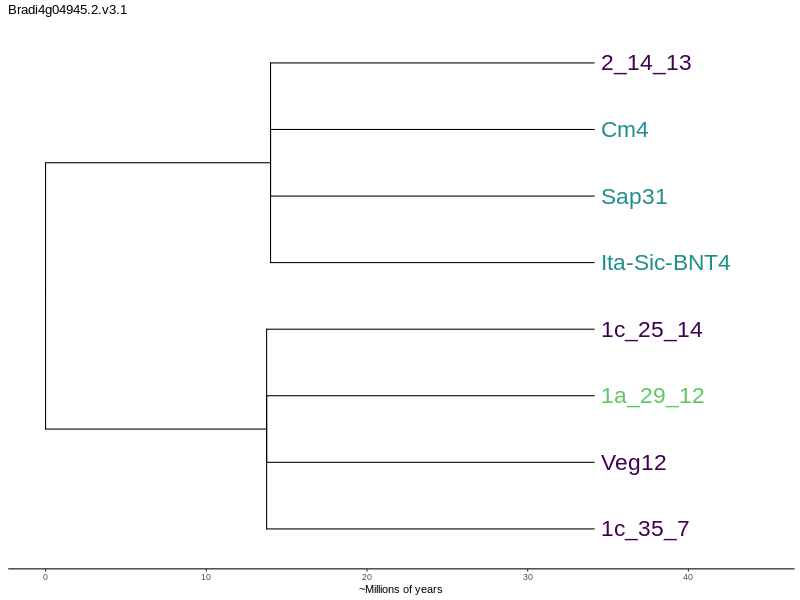 Bradi4g04945.2.v3.1
2_14_13
Cm4
Sap31
Ita-Sic-BNT4
1c_25_14
1a_29_12
Veg12
1c_35_7
0 10 20 30 40
~Millions of years